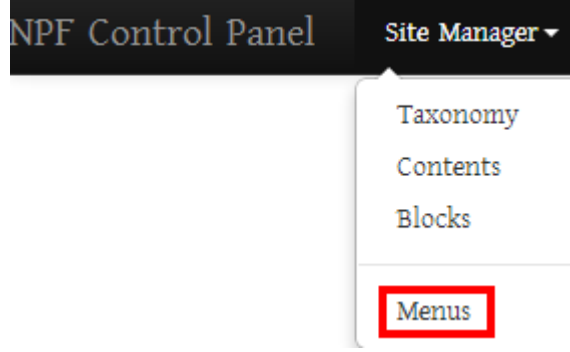 NPF Control Panel Site Manager
Taxonomy
Contents
Blocks
Menus